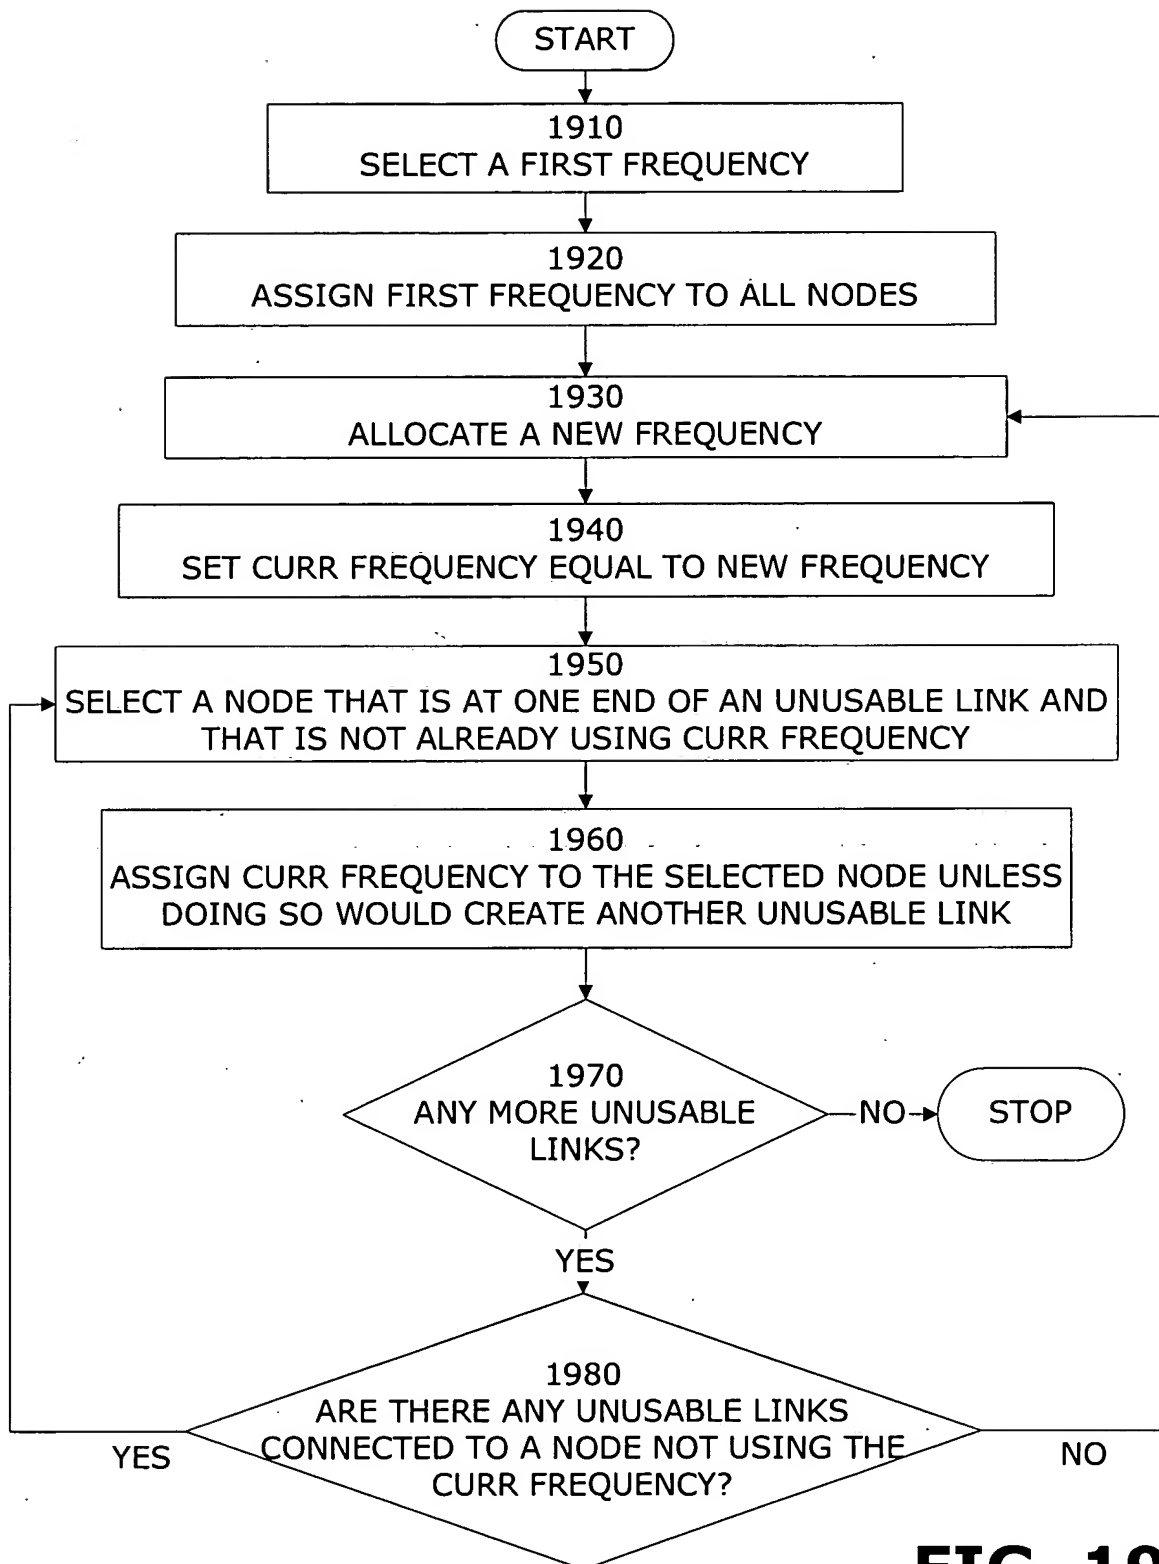 START
1910
SELECT A FIRST FREQUENCY
1920
ASSIGN FIRST FREQUENCY TO ALL NODES
1930
ALLOCATE A NEW FREQUENCY
1940
SET CURR FREQUENCY EQUAL TO NEW FREQUENCY
1950
SELECT A NODE THAT IS AT ONE END OF AN UNUSABLE LINK AND
THAT IS NOT ALREADY USING CURR FREQUENCY
1960
ASSIGN CURR FREQUENCY TO THE SELECTED NODE UNLESS
DOING SO WOULD CREATE ANOTHER UNUSABLE LINK
1970
ANY MORE UNUSABLE
LINKS?
NO
STOP
YES
1980
ARE THERE ANY UNUSABLE LINKS
CONNECTED TO A NODE NOT USING THE
CURR FREQUENCY?
YES
NO
FIG. 19